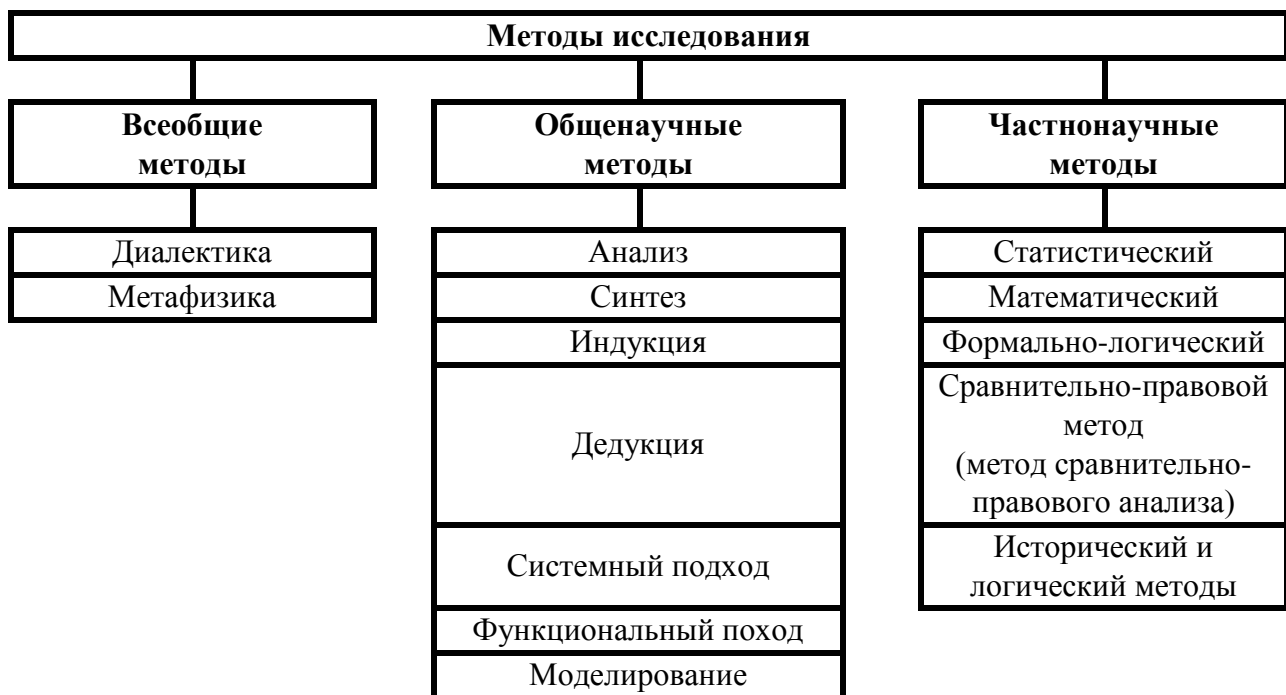 Методы исследования
Всеобщие
методы
Общенаучные
методы
Частнонаучные
методы
Диалектика
Метафизика
Анализ
Синтез
Индукция
Дедукция
Системный подход
Функциональный поход
Моделирование
Статистический
Математический
Формально-логический
Сравнительно-правовой
метод
(метод сравнительно-
правового анализа)
Исторический и
логический методы